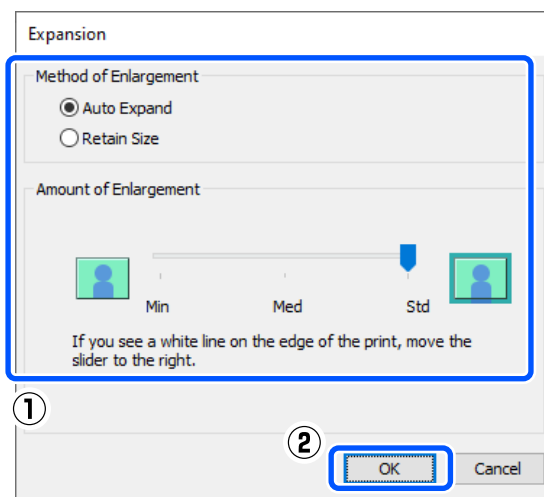 Expansion
Method of Enlargement
Auto Expand
Retain Size
Amount of Enlargement
Min Med Std
If you see a white line on the edge of the print, move the
slider to the right.
①
②
OK Cancel